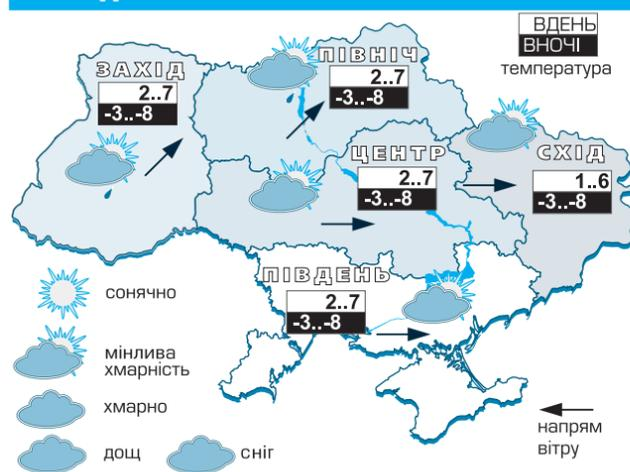 ВДЕНЬ
ВНОЧІ
температура
ЗАХІД
2..7
-3..-8
ПІВНІЧ
2..7
-3..-8
ЦЕНТР
2..7
-3..-8
СХІД
1..6
-3..-8
ПІВДЕНЬ
2..7
-3..-8
сонячно
мінлива
хмарність
хмарно
дощ
сніг
напрям
вітру